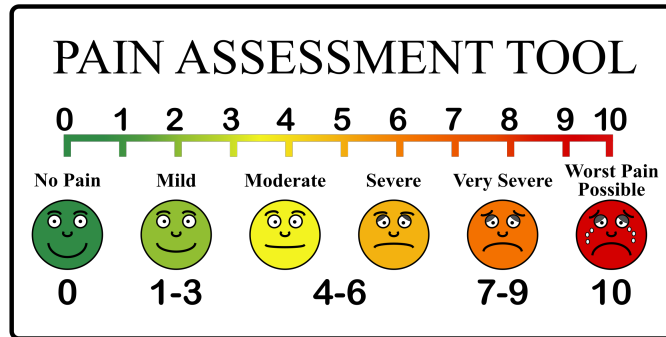 PAIN ASSESSMENT TOOL
0 1 2 3 4 5 6 7 8 9 10
No Pain Mild Moderate Severe Very Severe Worst Pain
Possible
0 1-3 4-6 7-9 10